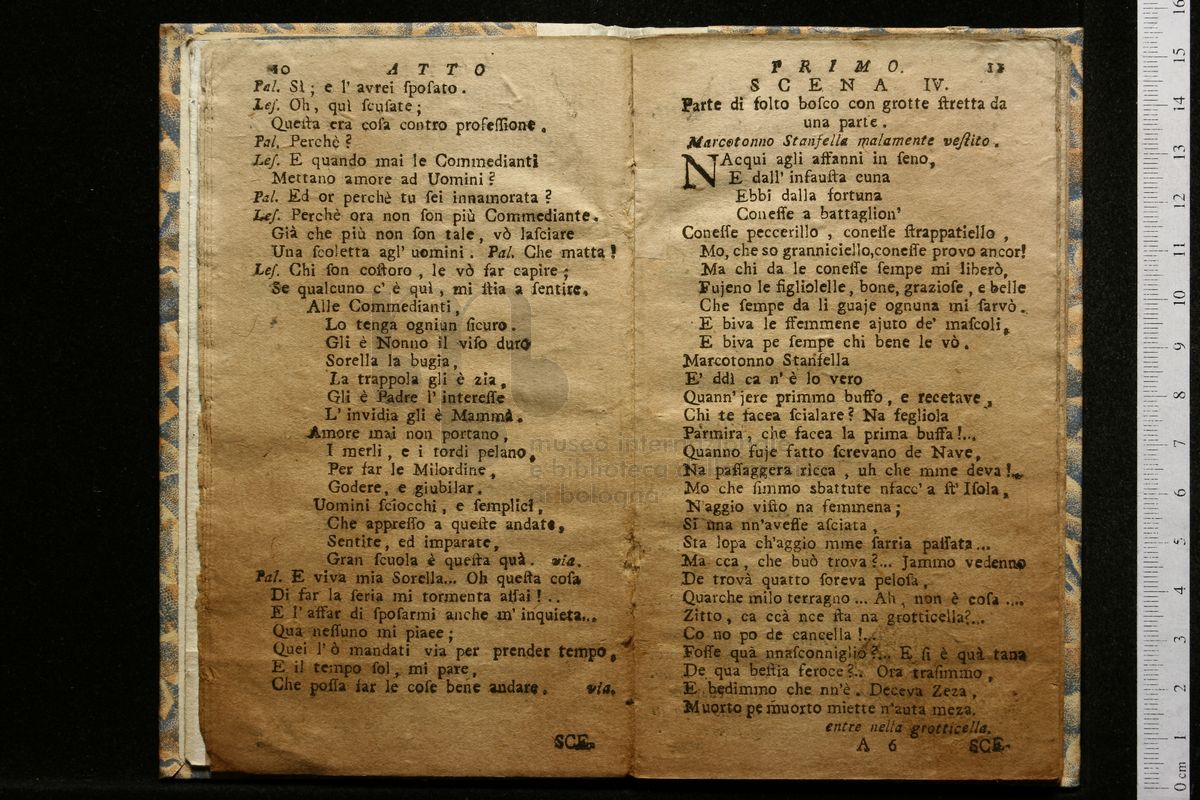 10 ATTO
Pal. Sì; e l' avrei ſpoſato.
Leſ. Oh, quì ſcuſate;
Queſta era coſa contro profeſſione.
Pal, Perchè?
Leſ. E quando mai le Commedianti
Mettano amore ad Uomini?
Pal. Ed or perchè tu ſei innamorata?
Leſ. Perchè ora non ſon più Commediante.
Già che più non ſon tale, vò laſciare
Una ſcoletta agl' uomini. Pal. Che matta!
Leſ. Chi ſon coſtoro, le vò far capire;
Se qualcuno c' è quì, mi ſtia a ſentire.
Alle Commedianti,
Lo tenga ogniun ſicuro.
Gli è Nonno il viſo duro
Sorella la bugia,
La trappola gli è zia,
Gli è Padre l' intereſſe
L' invidia gli è Mamma.
Amore mai non portano,
I merli, e i tordi pelano,
Per far le Milordine,
Godere, e giubilar.
Uomini ſciocchi, e ſemplici,
Che appreſſo a queſte andate,
Sentite, ed imparate,
Gran ſcuola è queſta quà. via.
Pal. E viva mia Sorella... Oh queſta coſa
Di far la ſeria mi tormenta aſſai!..
E l' affar di ſpoſarmi anche m' inquieta...
Qua neſſuno mi piaee;
Quei l' ò mandati via per prender tempo,
E il tempo ſol, mi pare,
Che poſſa far le coſe bene andare. via.
SCE-
PRIMO. 11
SCENA IV.
Parte di folto boſco con grotte ſtretta da
una parte.
Marcotonno Stanfella malamente veſtito.
NAcqui agli affanni in ſeno,
E dall' infauſta cuna
Ebbi dalla fortuna
Coneſſe a battaglion'
Coneſſe peccerillo, coneſſe ſtrappatiello,
Mo, che so granniciello,coneſſe provo ancor!
Ma chi da le coneſſe ſempe mi liberò,
Fujeno le figliolelle, bone, grazioſe, e belle
Che ſempe da li guaje ognuna mi ſarvò.
E biva le ffemmene ajuto de' maſcoli,
E biva pe ſempe chi bene le vò.
Marcotonno Stanfella
E' ddì ca n' è lo vero
Quann' jere primmo buffo, e recetave,
Chi te facea ſcialare? Na fegliola
Parmira, che facea la prima buffa!...
Quanno fuje fatto ſcrevano de Nave,
Na paſſaggera ricca, uh che mme deva!..
Mo che ſimmo sbattute nfacc' a ſt' Iſola,
N'aggio viſto na femmena;
Si una nn'aveſſe aſciata,
Sta lopa ch'aggio mme ſarria paſſata...
Ma cca, che buò trova?... Jammo vedenno
De trovà quatto ſoreva peloſa,
Quarche milo terragno... Ah, non è coſa ....
Zitto, ca ccà nce ſta na grotticella?...
Co no po de cancella!...
Foſſe quà nnaſconniglio?... E ſi è quà tana
De qua beſtia feroce?.. Ora traſimmo,
E bedimmo che nn'è. Deceva Zeza,
Muorto pe muorto miette n'auta meza.
entre nella grotticella.
A 6 SCE-